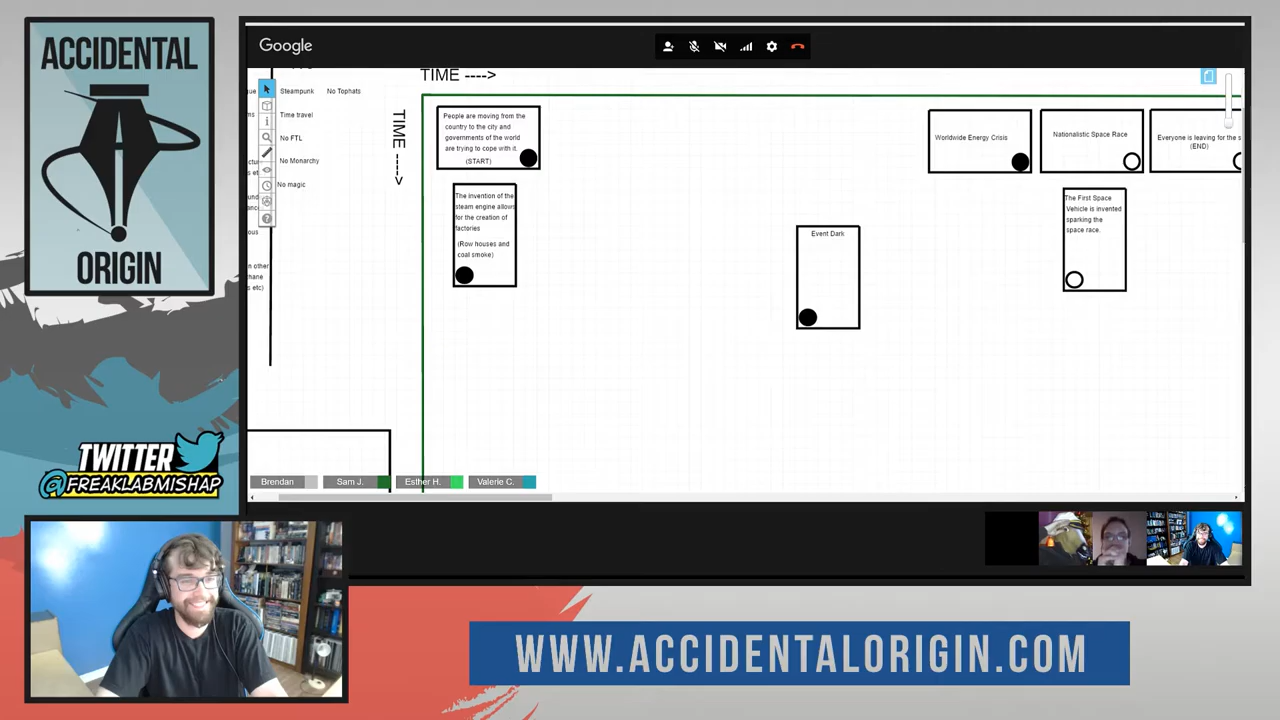 ACCIDENTAL
ORIGIN
Google
TIME ---->
TIME ---->
Steampunk
No Tophats
Time travel
No FTL
No Monarchy
No magic
People are moving from the
country to the city and
governments of the world
are trying to cope with it.
(START)
The invention of the
steam engine allows
for the creation of
factories
(Row houses and
coal smoke)
Event Dark
Worldwide Energy Crisis
Nationalistic Space Race
Everyone is leaving for the s
(END)
The First Space
Vehicle is invented
sparking the
space race.
n other
hane
s etc)
Brendan
Sam J.
Esther H.
Valerie C.
TWITTER
@FREAKLABMISHAP
WWW.ACCIDENTALORIGIN.COM